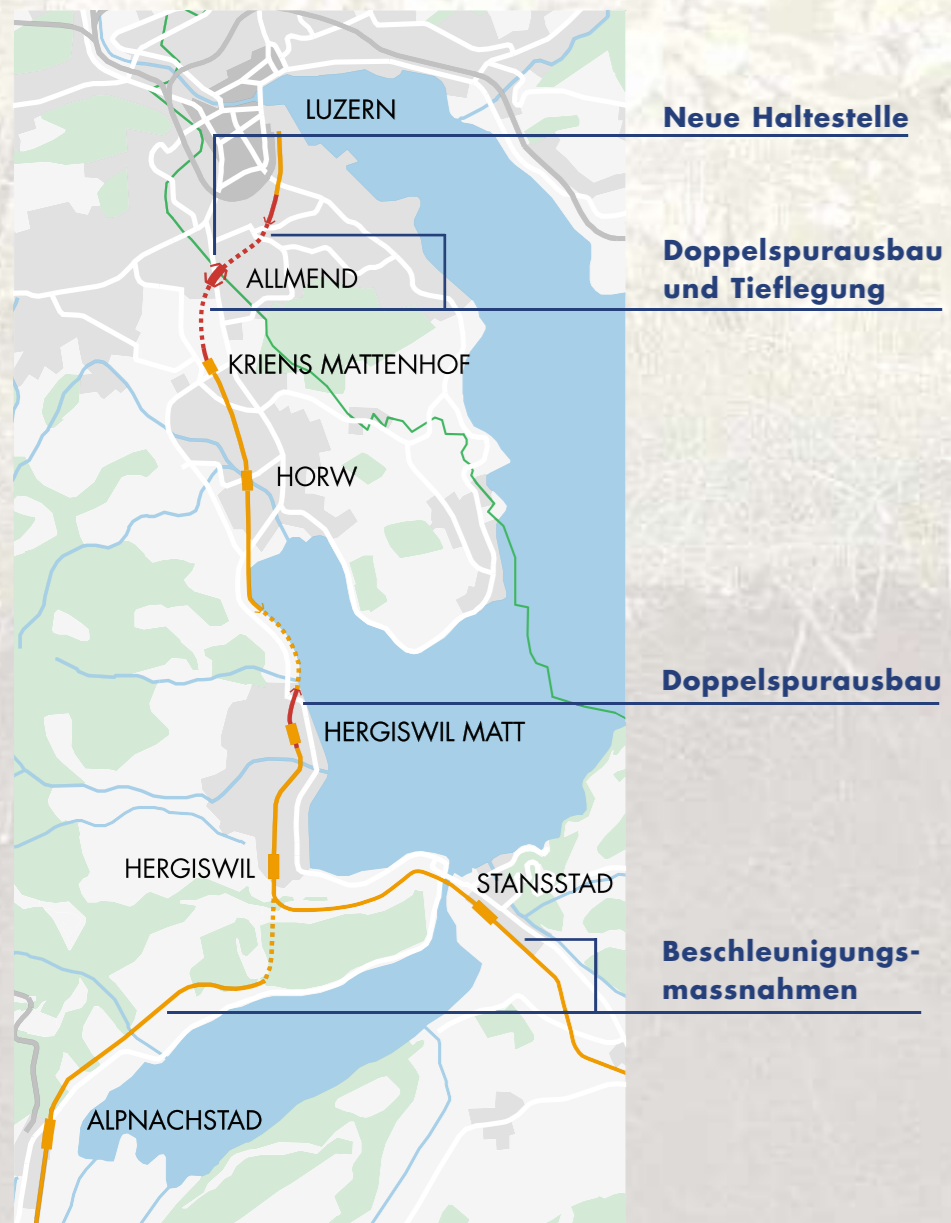 LUZERN
Neue Haltestelle
Doppelspurausbau
und Tieflegung
ALLMEND
KRIENS MATTENHOF
HORW
Doppelspurausbau
HERGISWIL MATT
HERGISWIL
STANSSTAD
Beschleunigungs-
massnahmen
ALPNACHSTAD